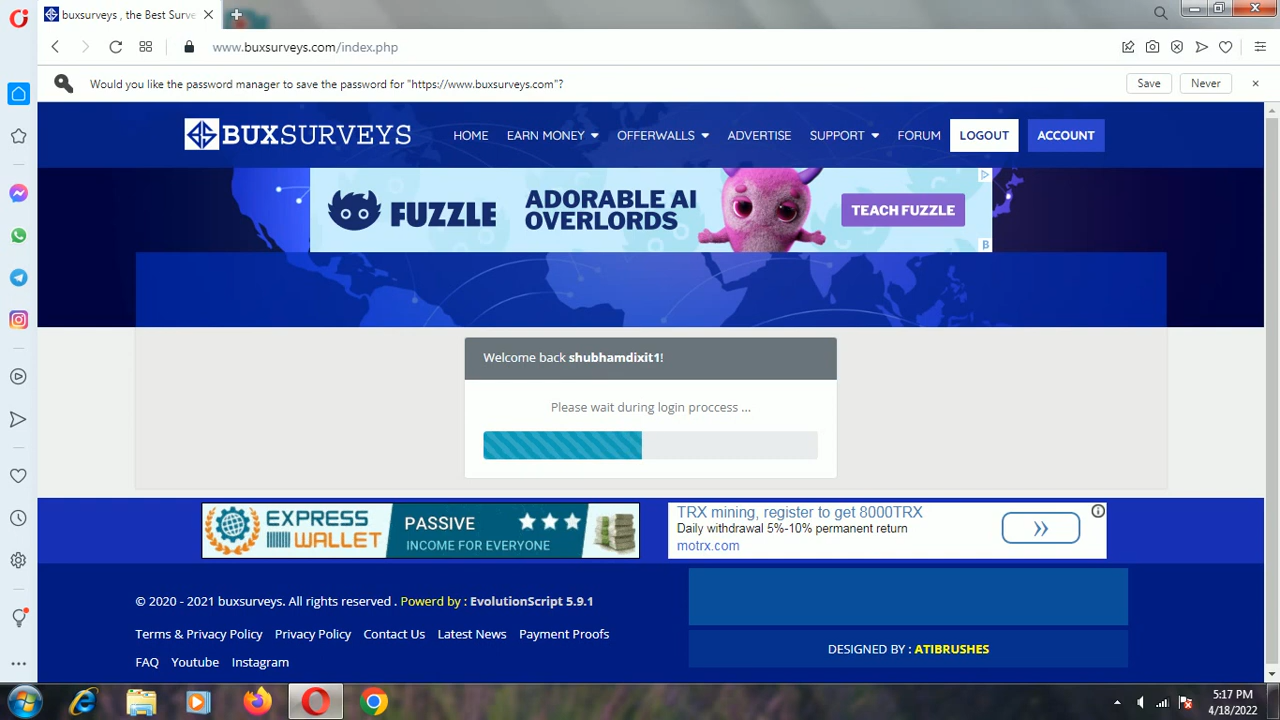 buxsurveys , the Best Surve
www.buxsurveys.com/index.php
Would you like the password manager to save the password for "https://www.buxsurveys.com"?
Save
Never
BUXSURVEYS
HOME
EARN MONEY
OFFERWALLS
ADVERTISE
SUPPORT
FORUM
LOGOUT
ACCOUNT
FUZZLE
ADORABLE AI
OVERLORDS
TEACH FUZZLE
B
Welcome back shubhamdixit1!
Please wait during login proccess ...
EXPRESS
WALLET
PASSIVE
INCOME FOR EVERYONE
TRX mining, register to get 8000TRX
Daily withdrawal 5%-10% permanent return
motrx.com
© 2020 - 2021 buxsurveys. All rights reserved . Powerd by : EvolutionScript 5.9.1
Terms & Privacy Policy
Privacy Policy
Contact Us
Latest News
Payment Proofs
DESIGNED BY : ATIBRUSHES
FAQ
Youtube
Instagram
5:17 PM
4/18/2022